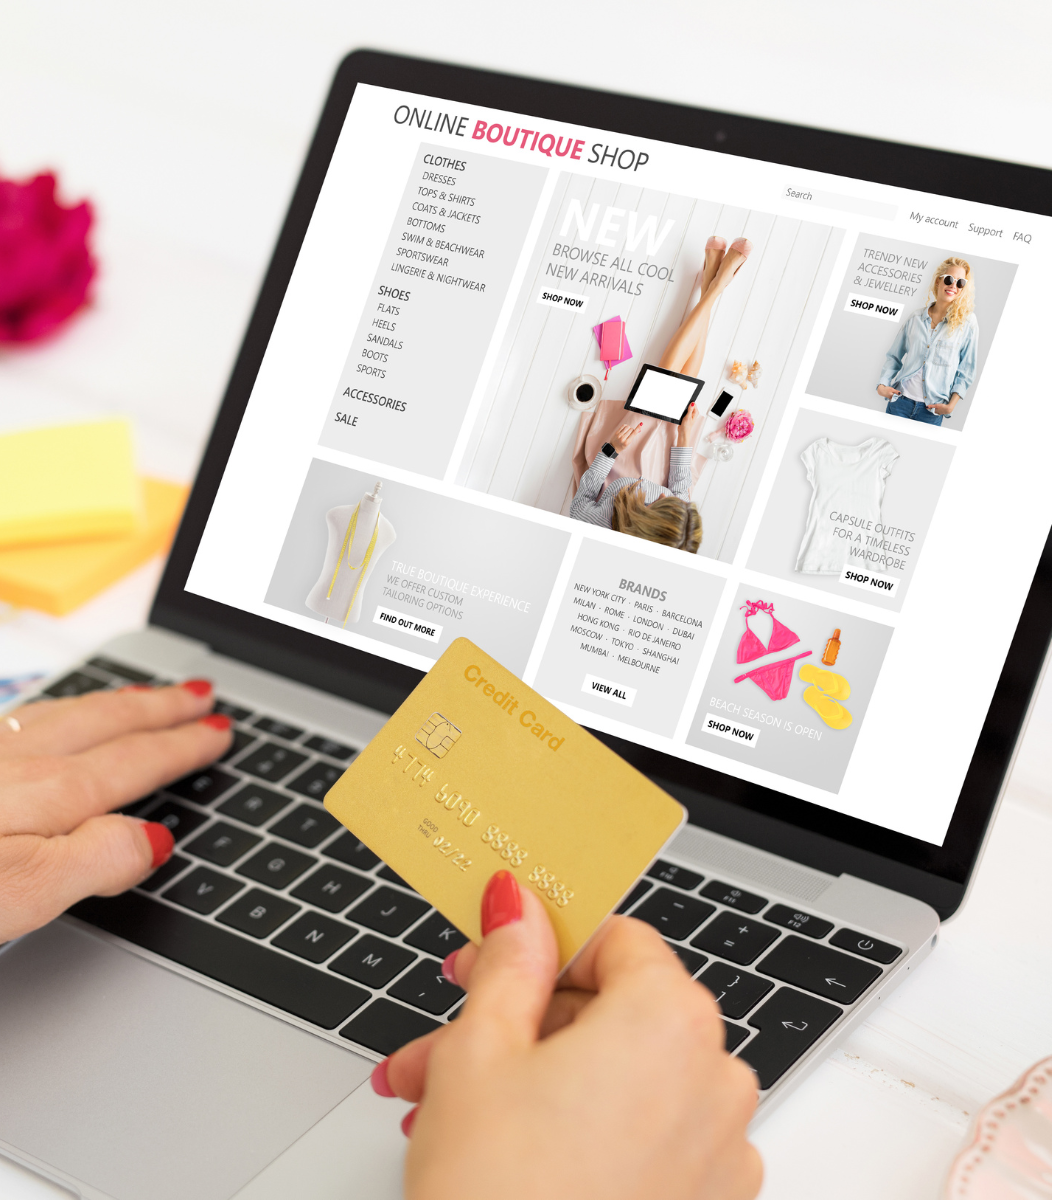 ONLINE BOUTIQUE SHOP
Search
My account Support FAQ
CLOTHES
DRESSES
TOPS & SHIRTS
COATS & JACKETS
BOTTOMS
SWIM & BEACHWEAR
SPORTSWEAR
LINGERIE & NIGHTWEAR
SHOES
FLATS
HEELS
SANDALS
BOOTS
SPORTS
ACCESSORIES
SALE
NEW
BROWSE ALL COOL
NEW ARRIVALS
SHOP NOW
TRENDY NEW
ACCESSORIES
& JEWELLERY
SHOP NOW
CAPSULE OUTFITS
FOR A TIMELESS
WARDROBE
SHOP NOW
TRUE BOUTIQUE EXPERIENCE
WE OFFER CUSTOM
TAILORING OPTIONS
FIND OUT MORE
BRANDS
NEW YORK CITY · PARIS · BARCELONA
MILAN · ROME · LONDON · DUBAI
HONG KONG · RIO DE JANEIRO
MOSCOW · TOKYO · SHANGHAI
MUMBAI · MELBOURNE
VIEW ALL
BEACH SEASON IS OPEN
SHOP NOW
Credit Card
4774 6090 8888 8888
GOOD
THRU 02/22
T
G
H
J
K
V
B
N
M
F10
F11
F12